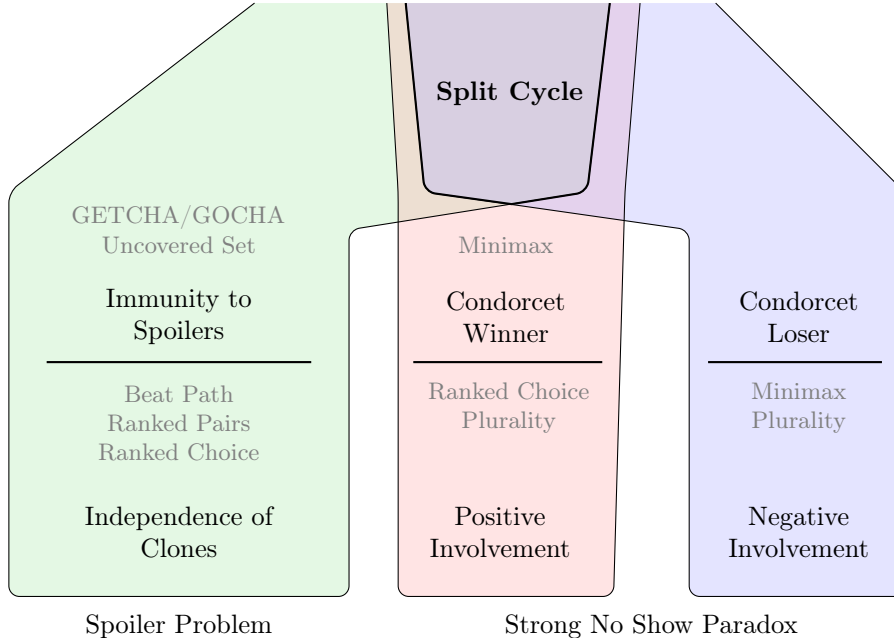 Split Cycle
GETCHA/GOCHA
Uncovered Set
Minimax
Immunity to
Spoilers
Condorcet
Winner
Condorcet
Loser
Beat Path
Ranked Pairs
Ranked Choice
Ranked Choice
Plurality
Minimax
Plurality
Independence of
Clones
Positive
Involvement
Negative
Involvement
Spoiler Problem
Strong No Show Paradox